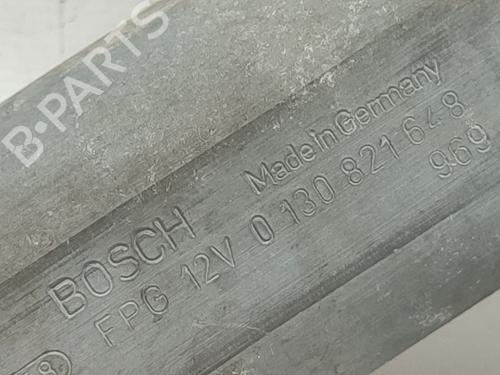 B-PARTS
BOSCH Made in Germany
FPG 12V 0 130 821 648
969